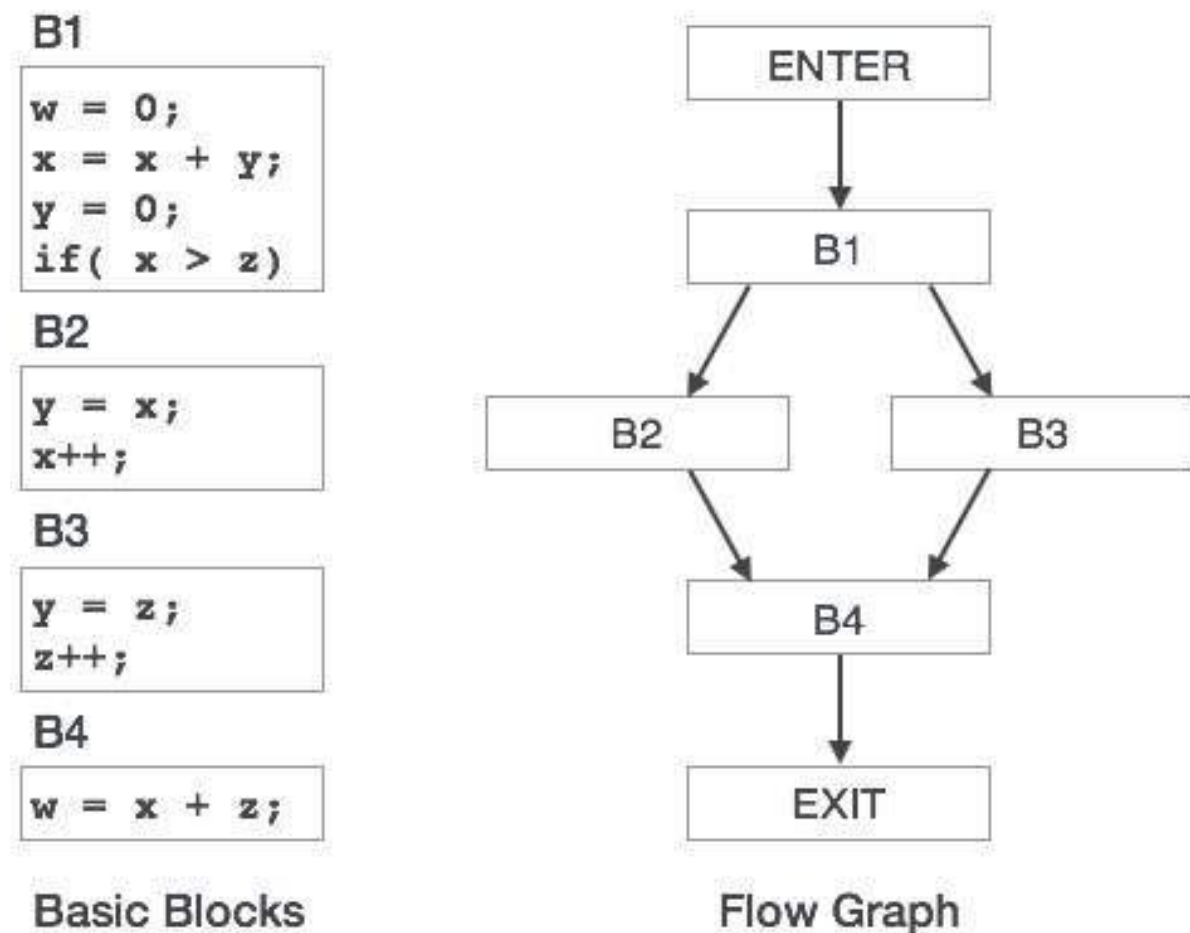 B1
w = 0;
x = x + y;
y = 0;
if( x > z)
B2
y = x;
x++;
B3
y = z;
z++;
B4
w = x + z;
Basic Blocks
ENTER
B1
B2
B3
B4
EXIT
Flow Graph